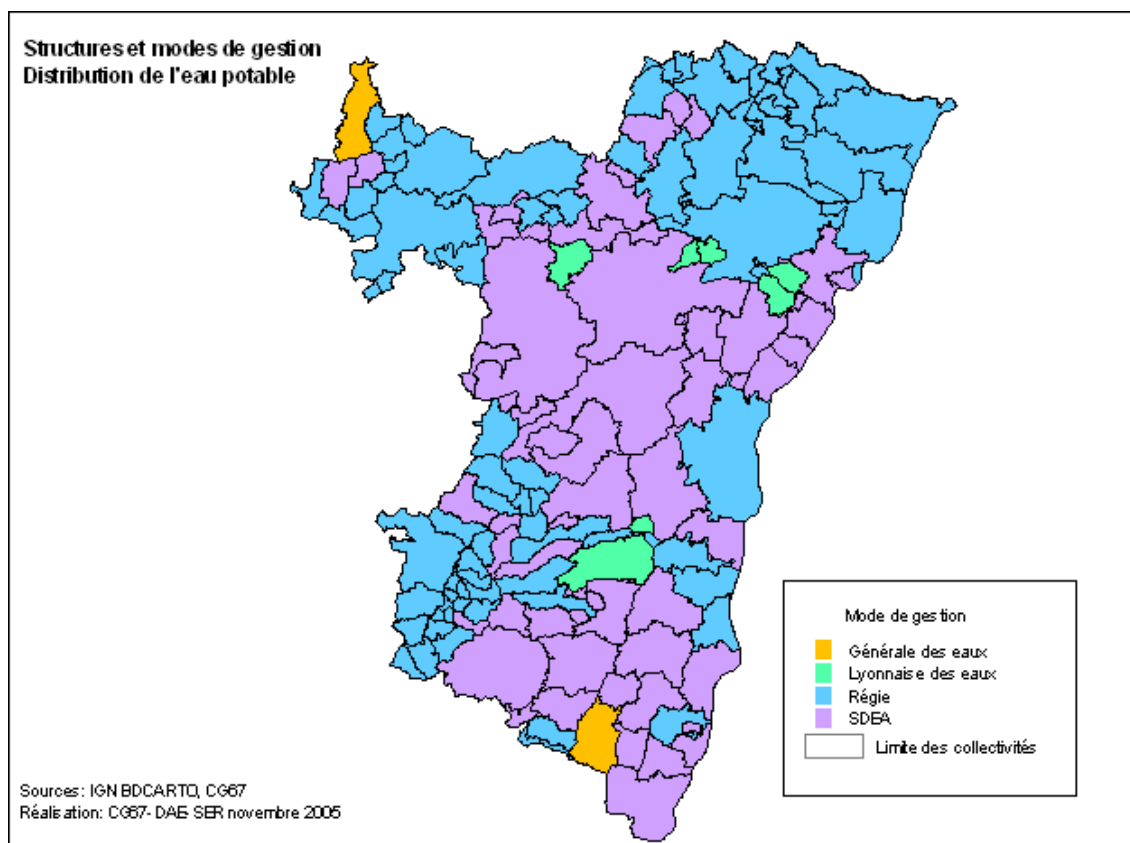 Structures et modes de gestion
Distribution de l'eau potable
Mode de gestion
Générale des eaux
Lyonnaise des eaux
Régie
SDEA
Limite des collectivités
Sources: IGN BDCARTO, CG67
Réalisation: CG67- DAE- SER novembre 2005